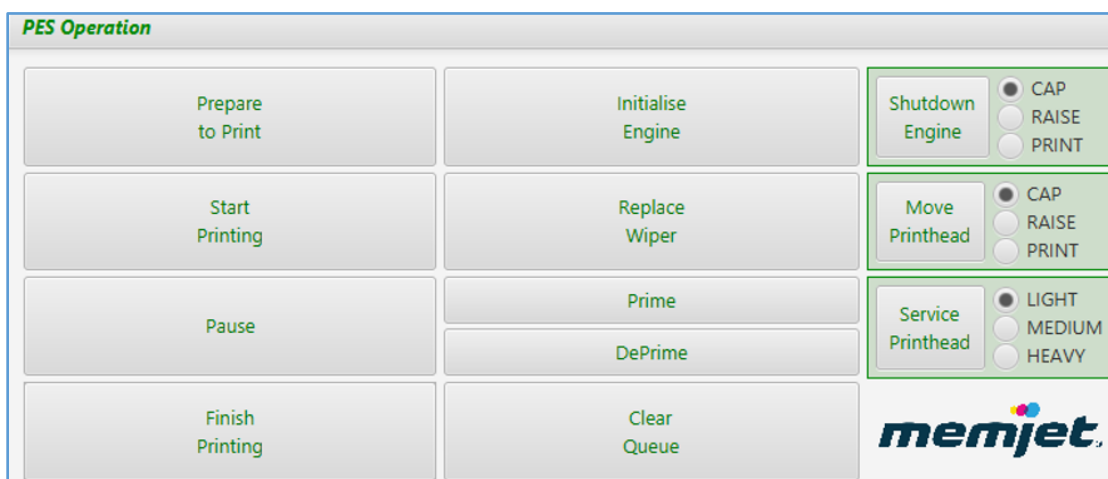 PES Operation
Prepare
to Print
Initialise
Engine
Shutdown
Engine
CAP
RAISE
PRINT
Start
Printing
Replace
Wiper
Move
Printhead
CAP
RAISE
PRINT
Pause
Prime
DePrime
Service
Printhead
LIGHT
MEDIUM
HEAVY
Finish
Printing
Clear
Queue
memjet